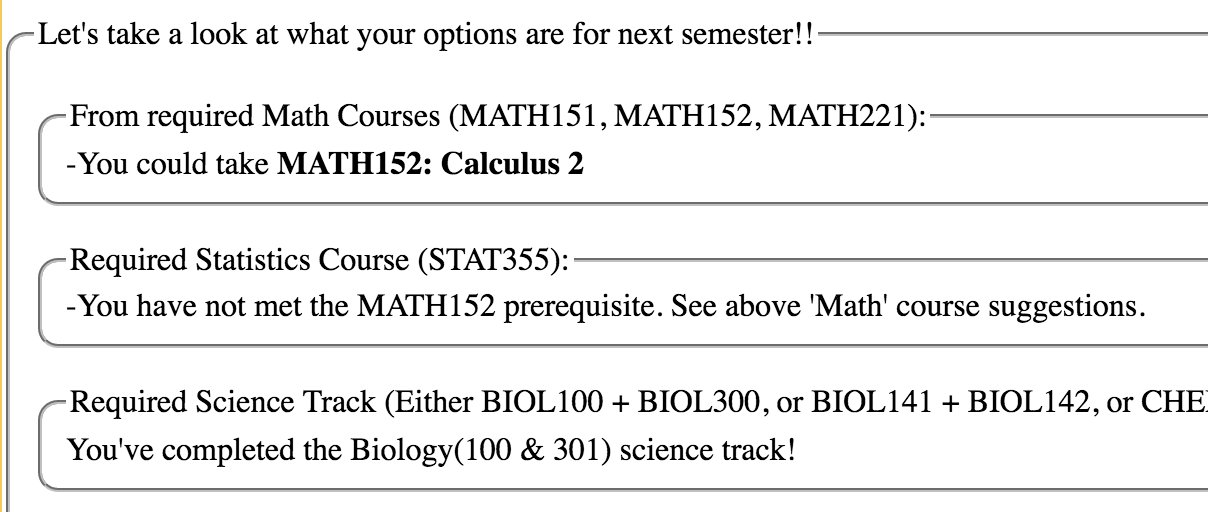 Let's take a look at what your options are for next semester!!
From required Math Courses (MATH151, MATH152, MATH221):
-You could take MATH152: Calculus 2
Required Statistics Course (STAT355):
-You have not met the MATH152 prerequisite. See above 'Math' course suggestions.
Required Science Track (Either BIOL100 + BIOL300, or BIOL141 + BIOL142, or CHE
You've completed the Biology(100 & 301) science track!